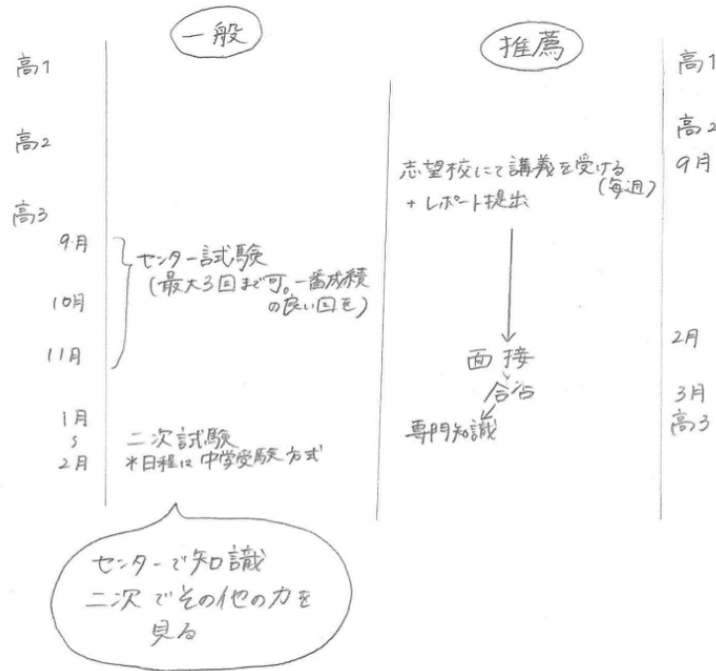 一般
高1
高2
高3
9月
10月
11月
1月
〜
2月
センター試験
(最大3回まで可。一番成績
の良い回を)
二次試験
*日程は中学受験方式
センターで知識
二次でその他の力を
見る
推薦
志望校にて講義を受ける
(毎週)
+ レポート提出
面接
合否
専門知識
高1
高2
9月
2月
3月
高3